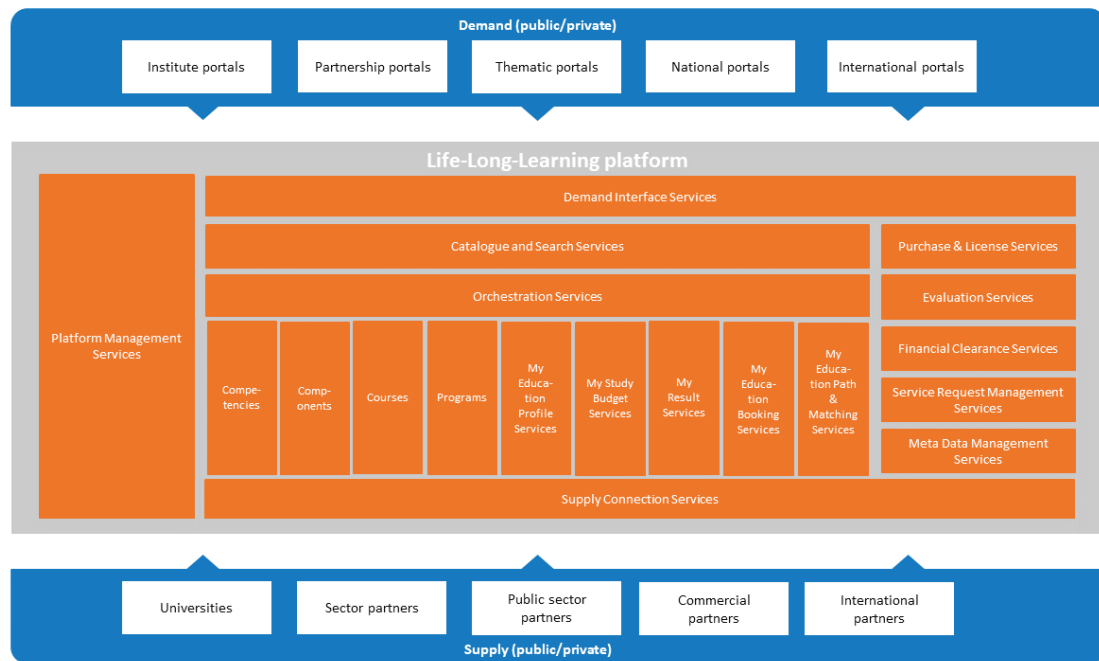 Demand (public/private)
Institute portals
Partnership portals
Thematic portals
National portals
International portals
Life-Long-Learning platform
Platform Management
Services
Demand Interface Services
Catalogue and Search Services
Orchestration Services
Compe-
tencies
Comp-
onents
Courses
Programs
My
Educa-
tion
Profile
Services
My Study
Budget
Services
My
Result
Services
My
Educa-
tion
Booking
Services
My
Educa-
tion Path
&
Matching
Services
Purchase & License Services
Evaluation Services
Financial Clearance Services
Service Request Management
Services
Meta Data Management
Services
Supply Connection Services
Universities
Sector partners
Public sector
partners
Commercial
partners
International
partners
Supply (public/private)